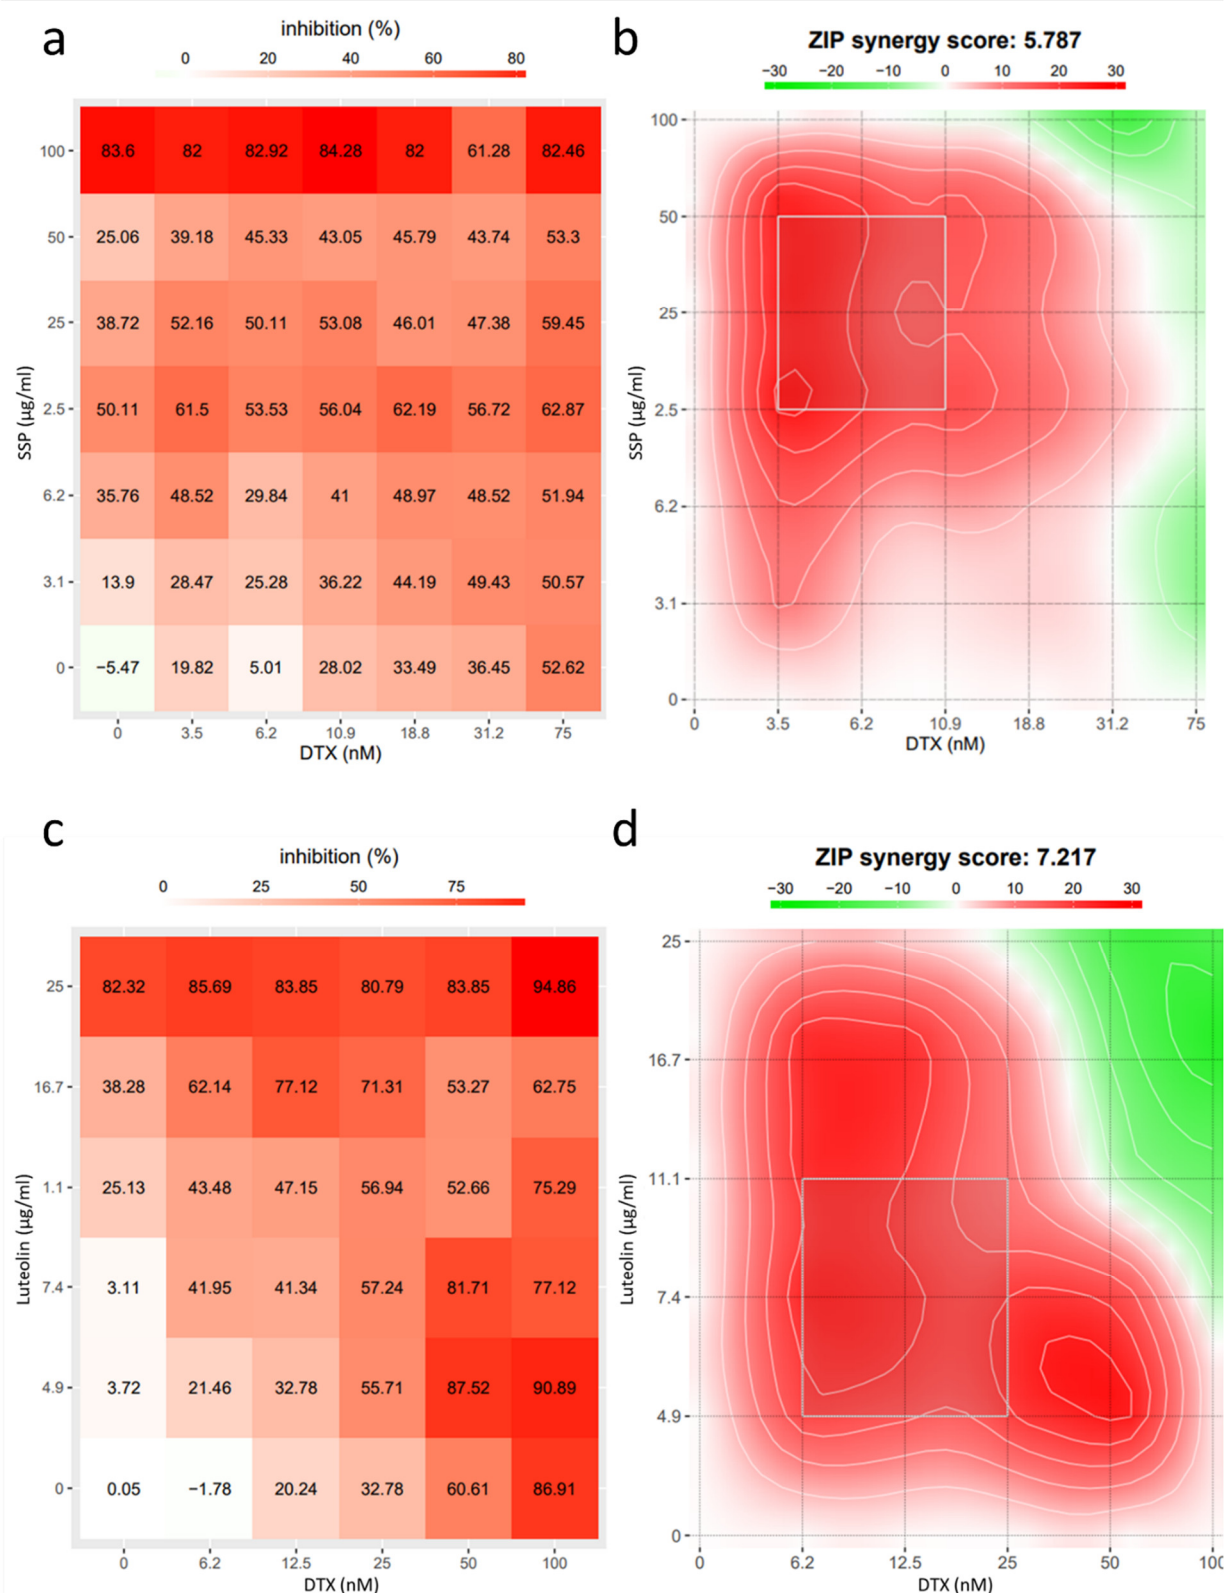 a
inhibition (%)
0 20 40 60 80
100 83.6 82 82.92 84.28 82 61.28 82.46
50 25.06 39.18 45.33 43.05 45.79 43.74 53.3
25 38.72 52.16 50.11 53.08 46.01 47.38 59.45
2.5 50.11 61.5 53.53 56.04 62.19 56.72 62.87
6.2 35.76 48.52 29.84 41 48.97 48.52 51.94
3.1 13.9 28.47 25.28 36.22 44.19 49.43 50.57
0 −5.47 19.82 5.01 28.02 33.49 36.45 52.62
SSP (µg/ml)
0 3.5 6.2 10.9 18.8 31.2 75
DTX (nM)
b
ZIP synergy score: 5.787
−30 −20 −10 0 10 20 30
100
50
25
2.5
6.2
3.1
0
SSP (µg/ml)
0 3.5 6.2 10.9 18.8 31.2 75
DTX (nM)
c
inhibition (%)
0 25 50 75
25 82.32 85.69 83.85 80.79 83.85 94.86
16.7 38.28 62.14 77.12 71.31 53.27 62.75
1.1 25.13 43.48 47.15 56.94 52.66 75.29
7.4 3.11 41.95 41.34 57.24 81.71 77.12
4.9 3.72 21.46 32.78 55.71 87.52 90.89
0 0.05 −1.78 20.24 32.78 60.61 86.91
Luteolin (µg/ml)
0 6.2 12.5 25 50 100
DTX (nM)
d
ZIP synergy score: 7.217
−30 −20 −10 0 10 20 30
25
16.7
11.1
7.4
4.9
0
Luteolin (µg/ml)
0 6.2 12.5 25 50 100
DTX (nM)